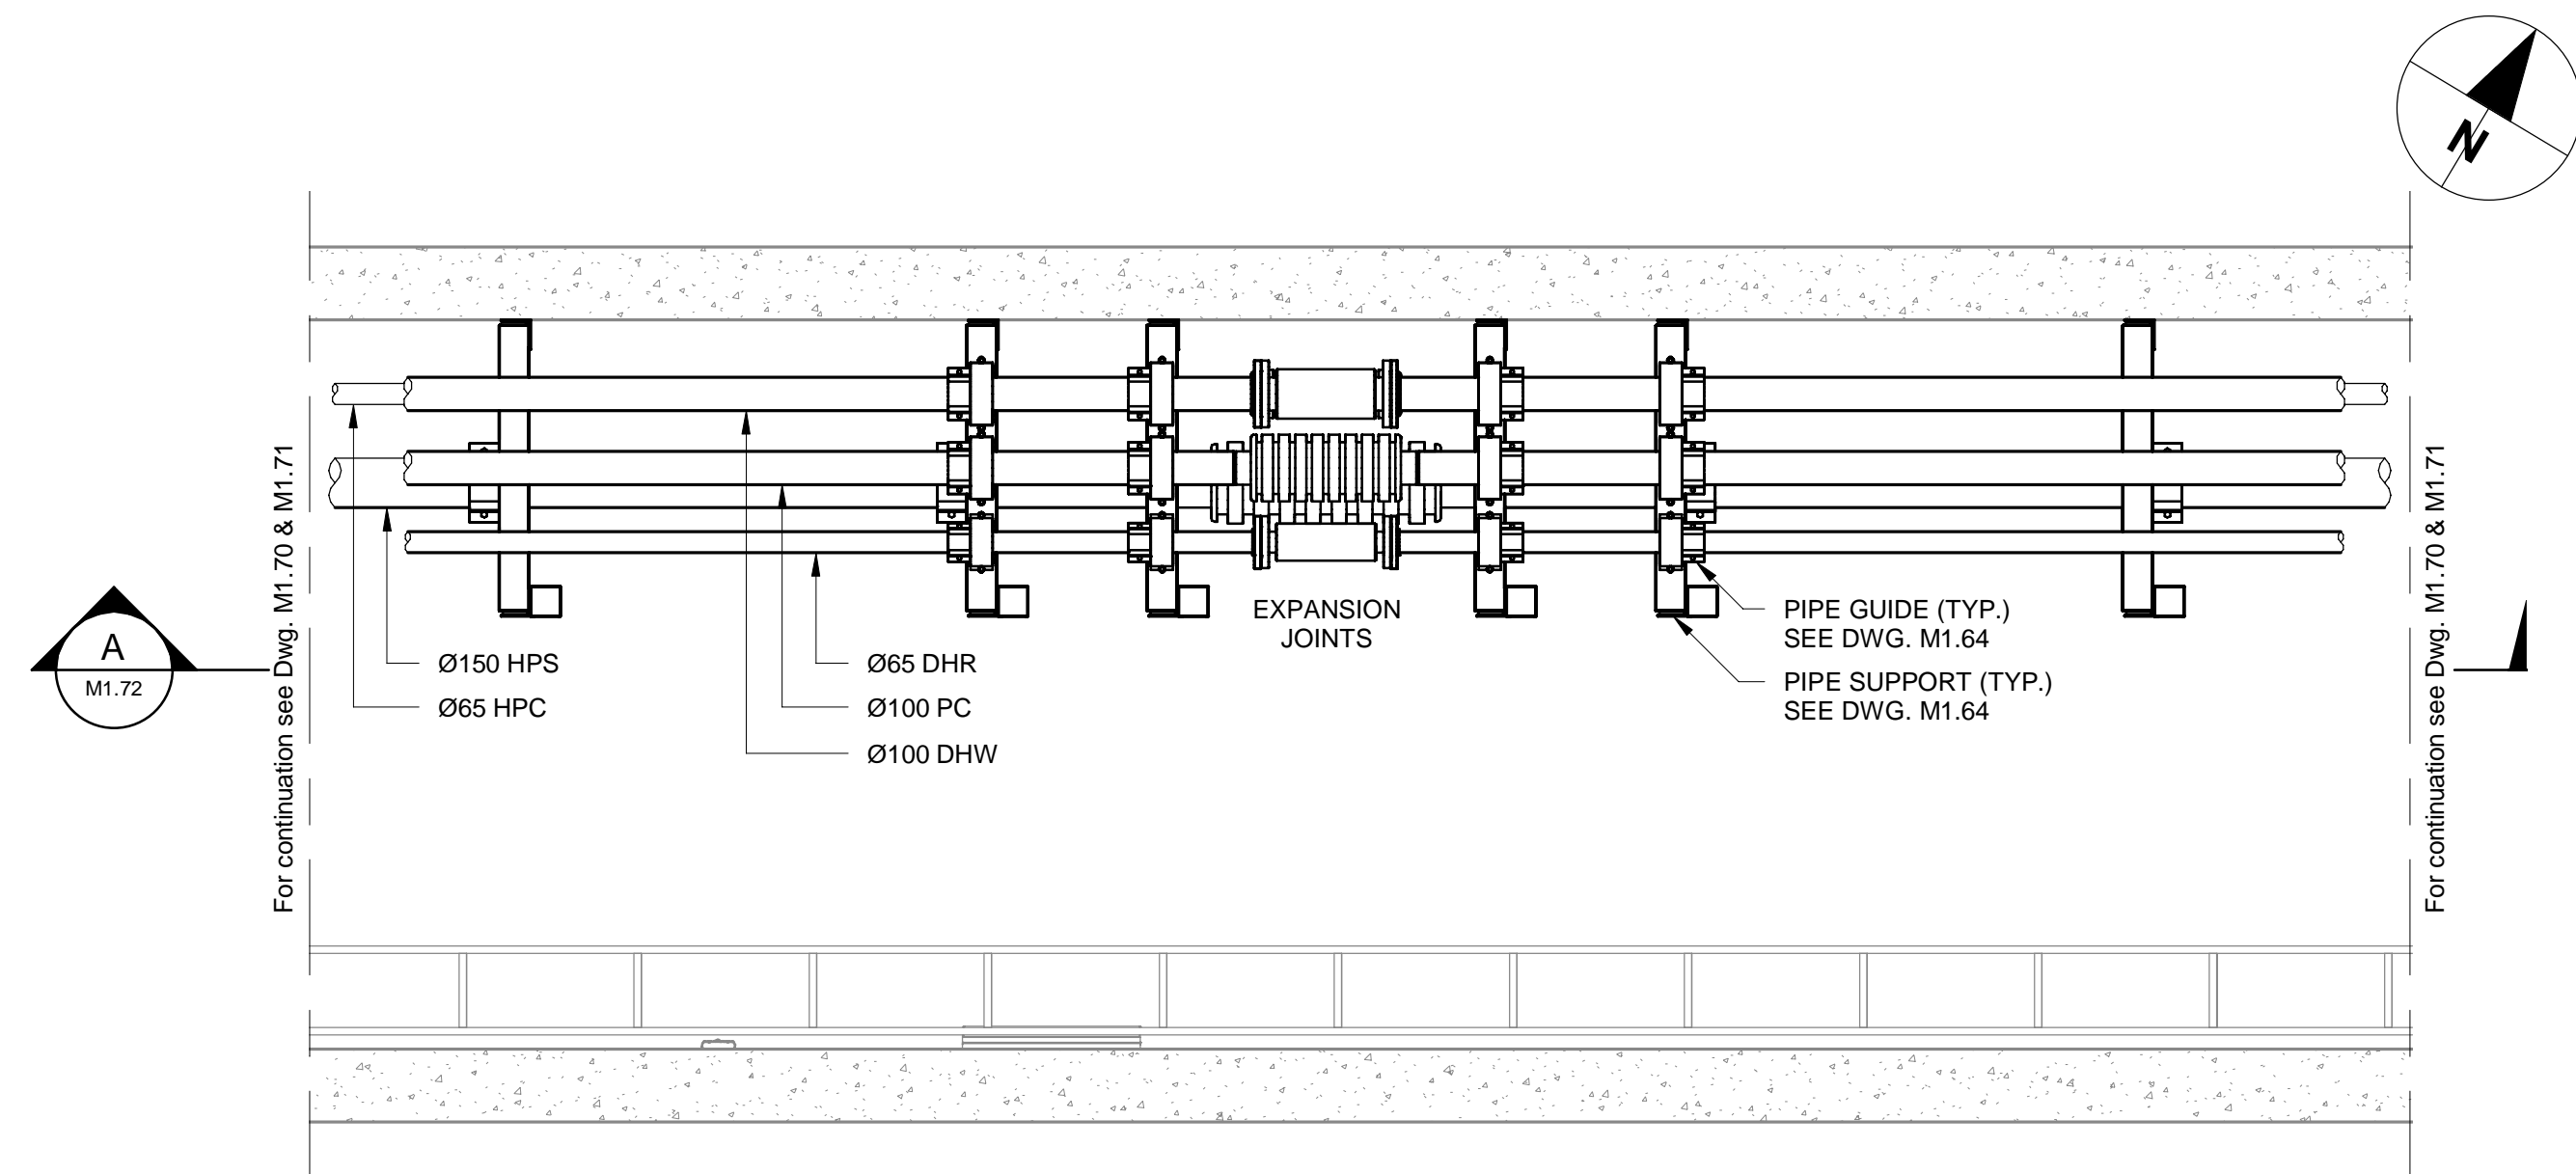 N
For continuation see Dwg. M1.70 & M1.71
For continuation see Dwg. M1.70 & M1.71
A
M1.72
EXPANSION
JOINTS
PIPE GUIDE (TYP.)
SEE DWG. M1.64
PIPE SUPPORT (TYP.)
SEE DWG. M1.64
Ø150 HPS
Ø65 HPC
Ø65 DHR
Ø100 PC
Ø100 DHW